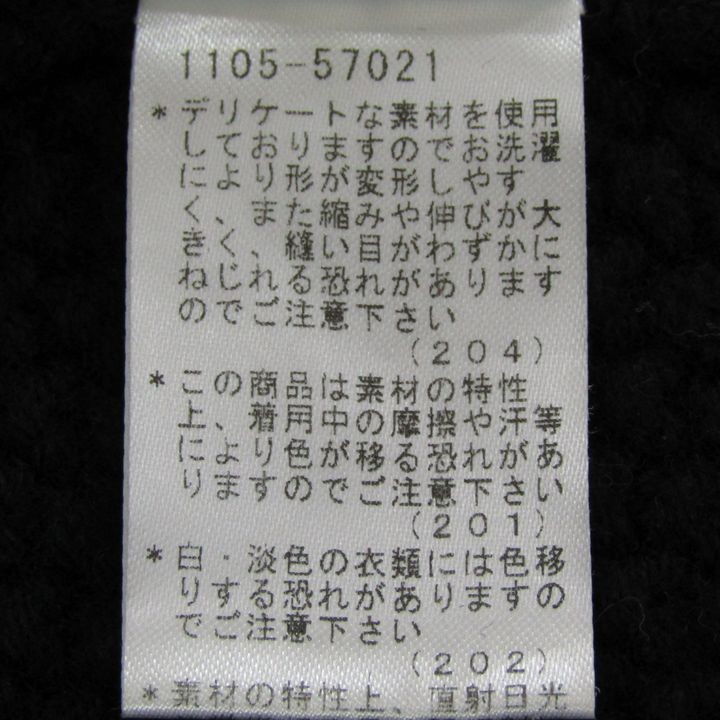 1105-57021
*デリケートな素材を使用
しておりますのでお洗濯
により形が変形しやす
く、また縮みや伸びが大
きく、縫い目がわずかに
ねじれる恐れがあります
のでご注意下さい
(204)
*この商品は素材の特性
上、着用中の摩擦や汗等
により色が移る恐れがあ
りますのでご注意下さい
(201)
*白・淡色の衣類には色移
りする恐れがありますの
でご注意下さい
(202)
*素材の特性上、直射日光